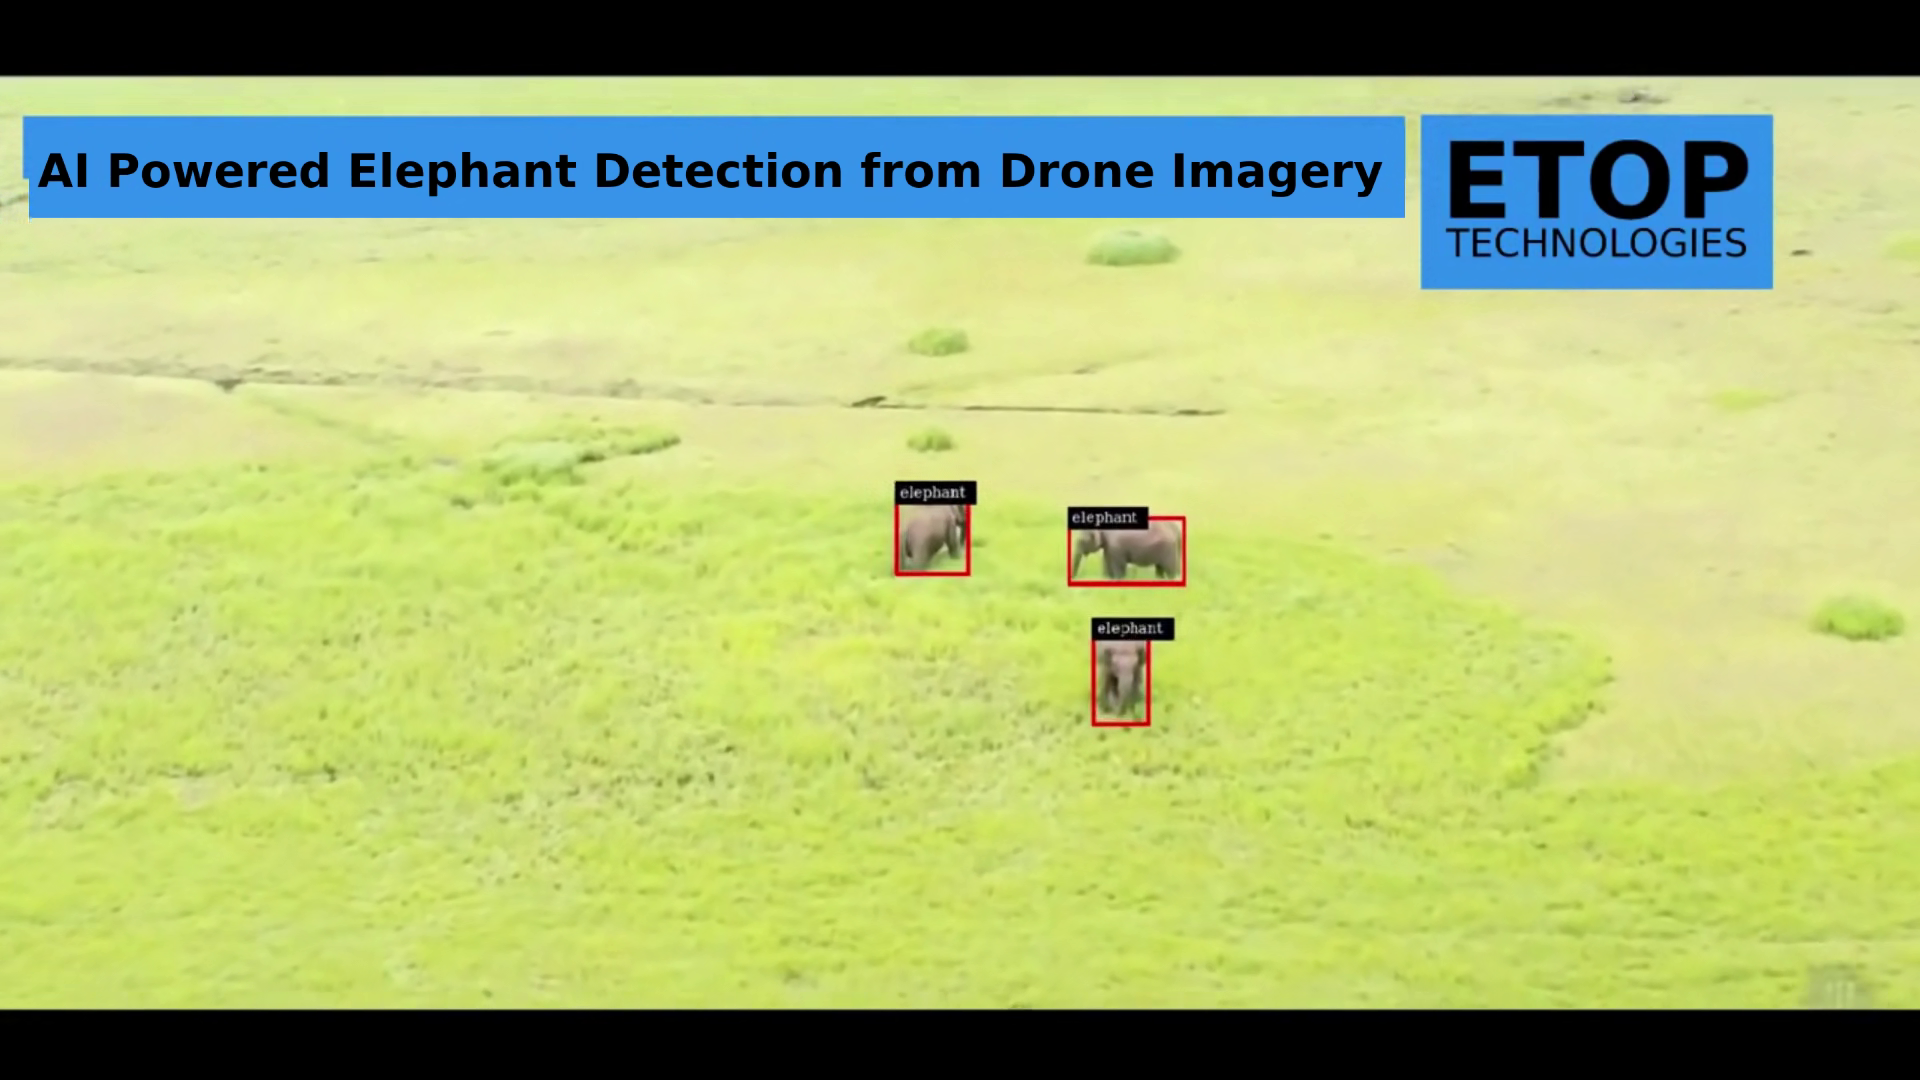 AI Powered Elephant Detection from Drone Imagery
ETOP
TECHNOLOGIES
elephant
elephant
elephant